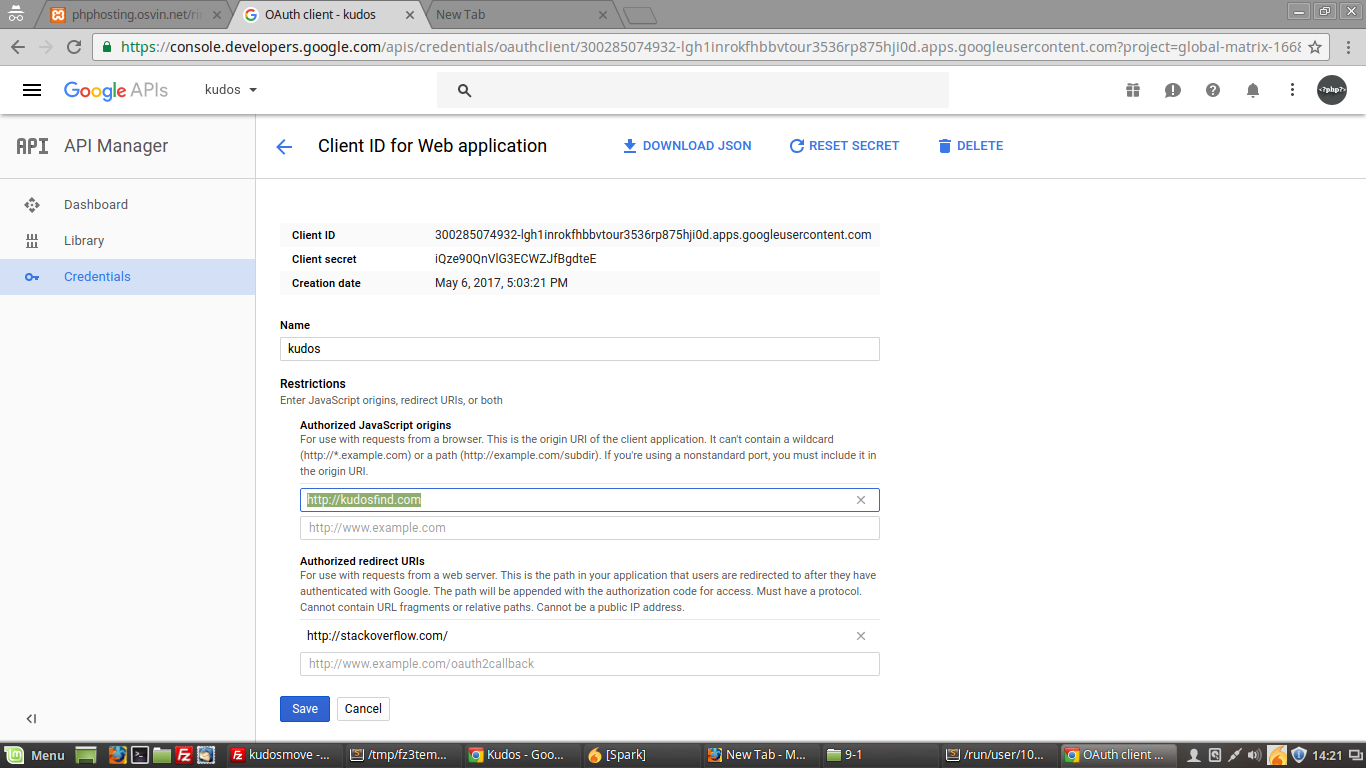 phphosting.osvin.net/rin
OAuth client - kudos
New Tab
https://console.developers.google.com/apis/credentials/oauthclient/300285074932-lgh1inrokfhbbvtour3536rp875hji0d.apps.googleusercontent.com?project=global-matrix-1668
Google APIs
kudos
<?php?>
API API Manager
Client ID for Web application
DOWNLOAD JSON
RESET SECRET
DELETE
Dashboard
Library
Credentials
Client ID 300285074932-lgh1inrokfhbbvtour3536rp875hji0d.apps.googleusercontent.com
Client secret iQze90QnVlG3ECWZJfBgdteE
Creation date May 6, 2017, 5:03:21 PM
Name
kudos
Restrictions
Enter JavaScript origins, redirect URIs, or both
Authorized JavaScript origins
For use with requests from a browser. This is the origin URI of the client application. It can't contain a wildcard
(http://*.example.com) or a path (http://example.com/subdir). If you're using a nonstandard port, you must include it in
the origin URI.
http://kudosfind.com
http://www.example.com
Authorized redirect URIs
For use with requests from a web server. This is the path in your application that users are redirected to after they have
authenticated with Google. The path will be appended with the authorization code for access. Must have a protocol.
Cannot contain URL fragments or relative paths. Cannot be a public IP address.
http://stackoverflow.com/
http://www.example.com/oauth2callback
Save
Cancel
Menu
kudosmove -...
/tmp/fz3tem...
Kudos - Goo...
[Spark]
New Tab - M...
9-1
/run/user/10...
OAuth client ...
14:21